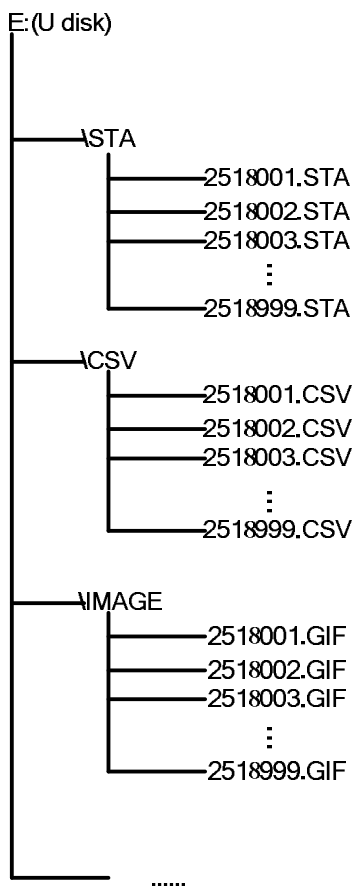 E:(U disk)
\STA
2518001.STA
2518002.STA
2518003.STA
⋮
2518999.STA
\CSV
2518001.CSV
2518002.CSV
2518003.CSV
⋮
2518999.CSV
\IMAGE
2518001.GIF
2518002.GIF
2518003.GIF
⋮
2518999.GIF
......